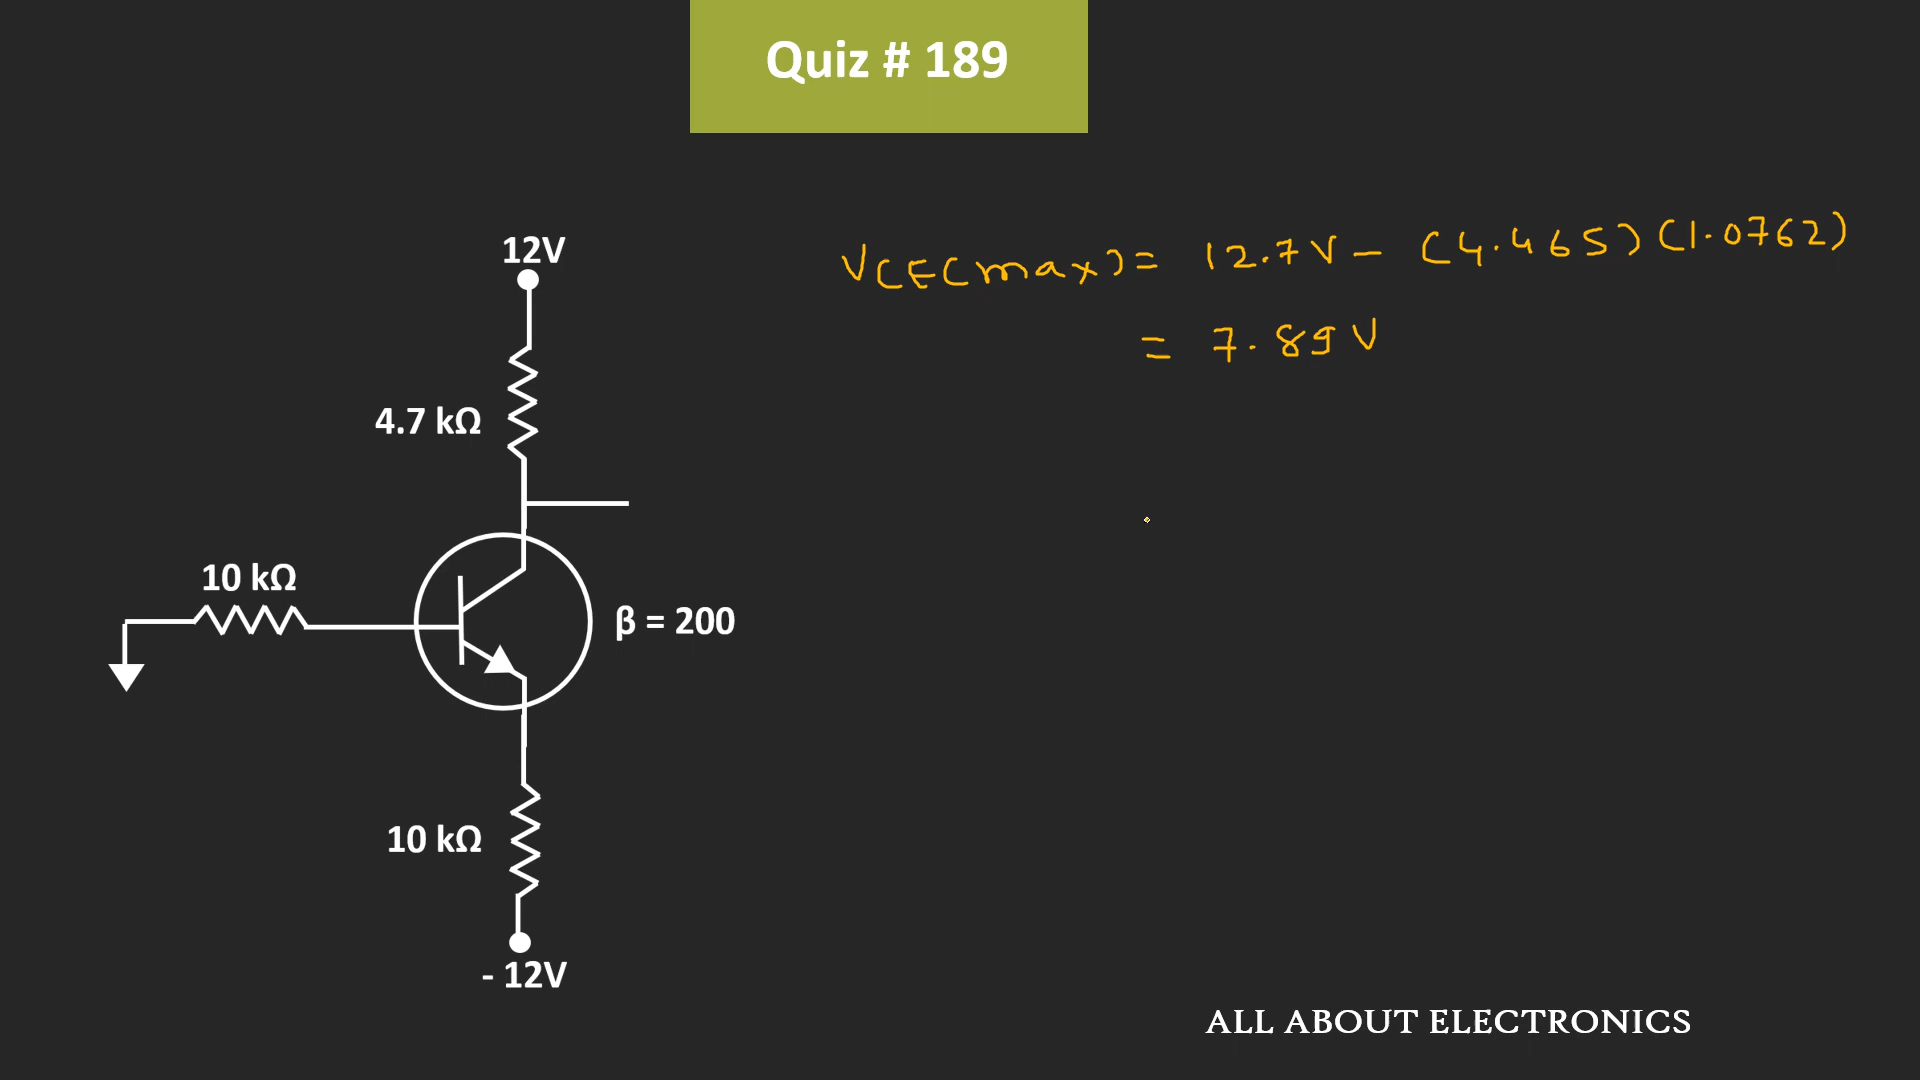 Quiz # 189
12V
VCE(max) = 12.7V - (4.465)(1.0762)
= 7.89 V
4.7 kΩ
10 kΩ
β = 200
10 kΩ
- 12V
ALL ABOUT ELECTRONICS